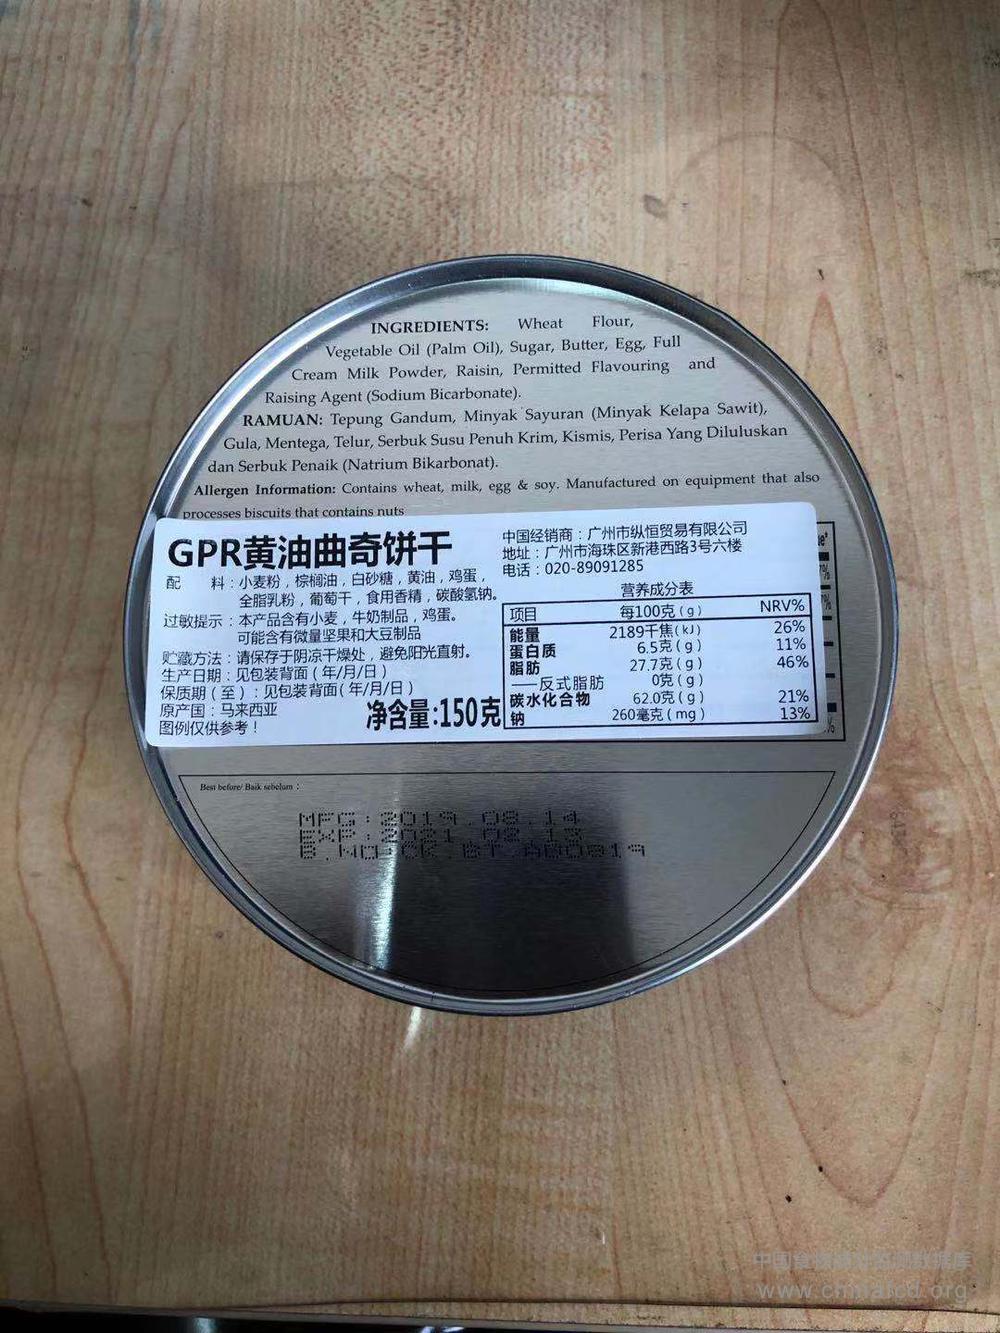 INGREDIENTS: Wheat Flour,
Vegetable Oil (Palm Oil), Sugar, Butter, Egg, Full
Cream Milk Powder, Raisin, Permitted Flavouring and
Raising Agent (Sodium Bicarbonate).
RAMUAN: Tepung Gandum, Minyak Sayuran (Minyak Kelapa Sawit),
Gula, Mentega, Telur, Serbuk Susu Penuh Krim, Kismis, Perisa Yang Diluluskan
dan Serbuk Penaik (Natrium Bikarbonat).
Allergen Information: Contains wheat, milk, egg & soy. Manufactured on equipment that also
processes biscuits that contains nuts
GPR黄油曲奇饼干
配 料：小麦粉，棕榈油，白砂糖，黄油，鸡蛋，
全脂乳粉，葡萄干，食用香精，碳酸氢钠。
过敏提示：本产品含有小麦，牛奶制品，鸡蛋。
可能含有微量坚果和大豆制品
贮藏方法：请保存于阴凉干燥处，避免阳光直射。
生产日期：见包装背面（年/月/日）
保质期（至）：见包装背面（年/月/日）
原产国：马来西亚
图例仅供参考！
净含量:150克
中国经销商：广州市纵恒贸易有限公司
地址：广州市海珠区新港西路3号六楼
电话：020-89091285
营养成分表
项目 每100克(g) NRV%
能量 2189千焦(kJ) 26%
蛋白质 6.5克(g) 11%
脂肪 27.7克(g) 46%
——反式脂肪 0克(g)
碳水化合物 62.0克(g) 21%
钠 260毫克(mg) 13%
Best before/ Baik sebelum :
MFG:2019.08.14
EXP:2021.02.13
www.cnnafcd.org